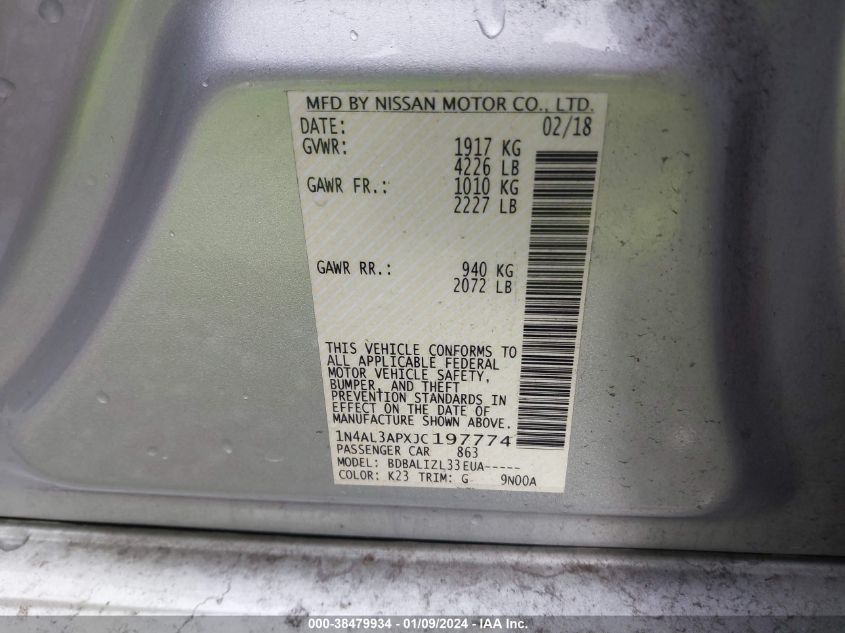 MFD BY NISSAN MOTOR CO., LTD.
DATE: 02/18
GVWR: 1917 KG
4226 LB
GAWR FR.: 1010 KG
2227 LB
GAWR RR.: 940 KG
2072 LB
THIS VEHICLE CONFORMS TO
ALL APPLICABLE FEDERAL
MOTOR VEHICLE SAFETY,
BUMPER, AND THEFT
PREVENTION STANDARDS IN
EFFECT ON THE DATE OF
MANUFACTURE SHOWN ABOVE.
1N4AL3APXJC197774
PASSENGER CAR 863
MODEL: BDBALIZL33EUA-----
COLOR: K23 TRIM: G 9N00A
000-38479934 - 01/09/2024 - IAA Inc.